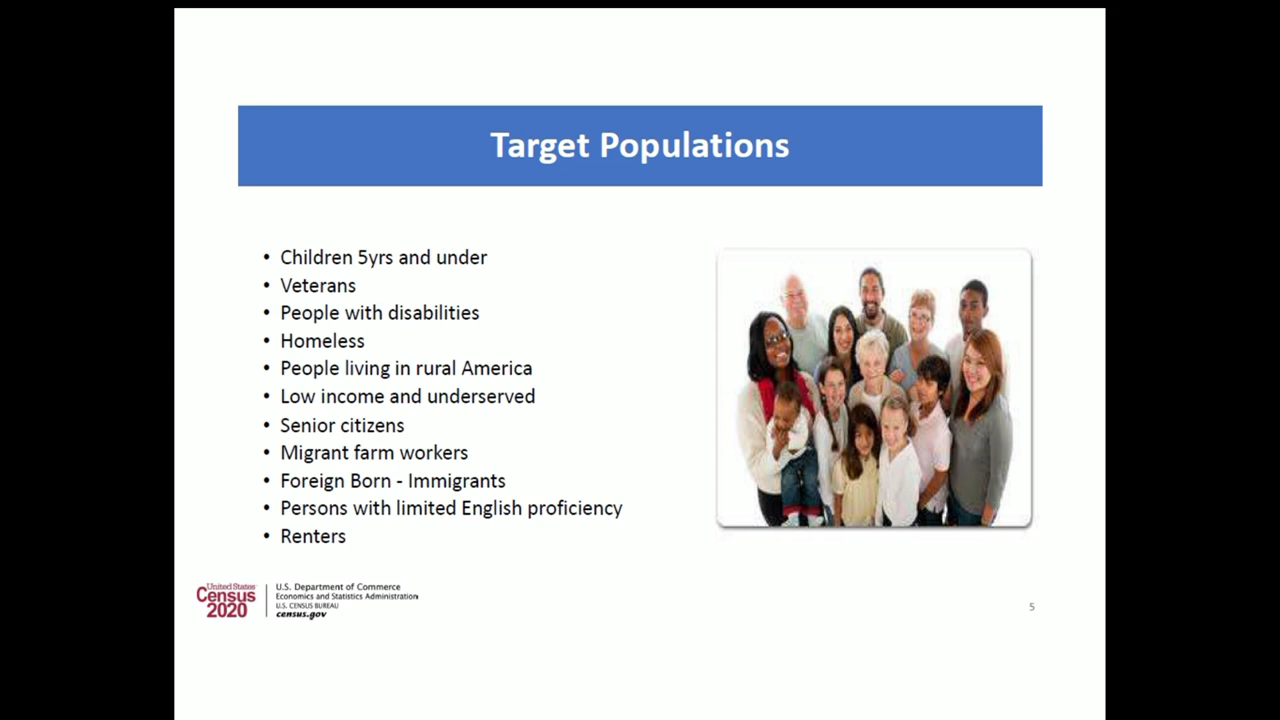 Target Populations
• Children 5yrs and under
• Veterans
• People with disabilities
• Homeless
• People living in rural America
• Low income and underserved
• Senior citizens
• Migrant farm workers
• Foreign Born - Immigrants
• Persons with limited English proficiency
• Renters
United States
Census
2020
U.S. Department of Commerce
Economics and Statistics Administration
U.S. CENSUS BUREAU
census.gov
5